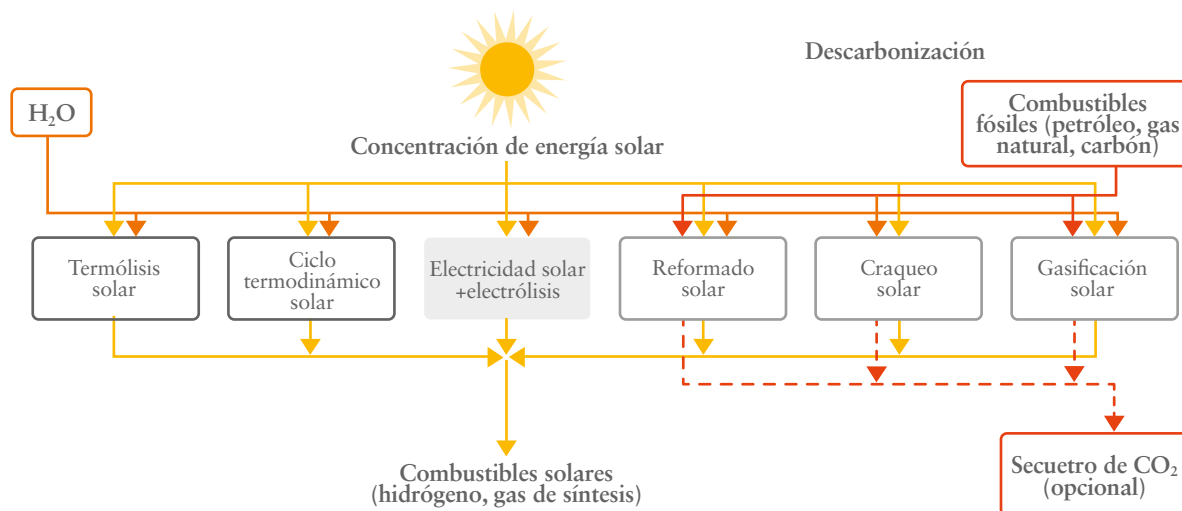 Descarbonización
H₂O
Combustibles
fósiles (petróleo, gas
natural, carbón)
Concentración de energía solar
Termólisis
solar
Ciclo
termodinámico
solar
Electricidad solar
+electrólisis
Reformado
solar
Craqueo
solar
Gasificación
solar
Combustibles solares
(hidrógeno, gas de síntesis)
Secuetro de CO₂
(opcional)